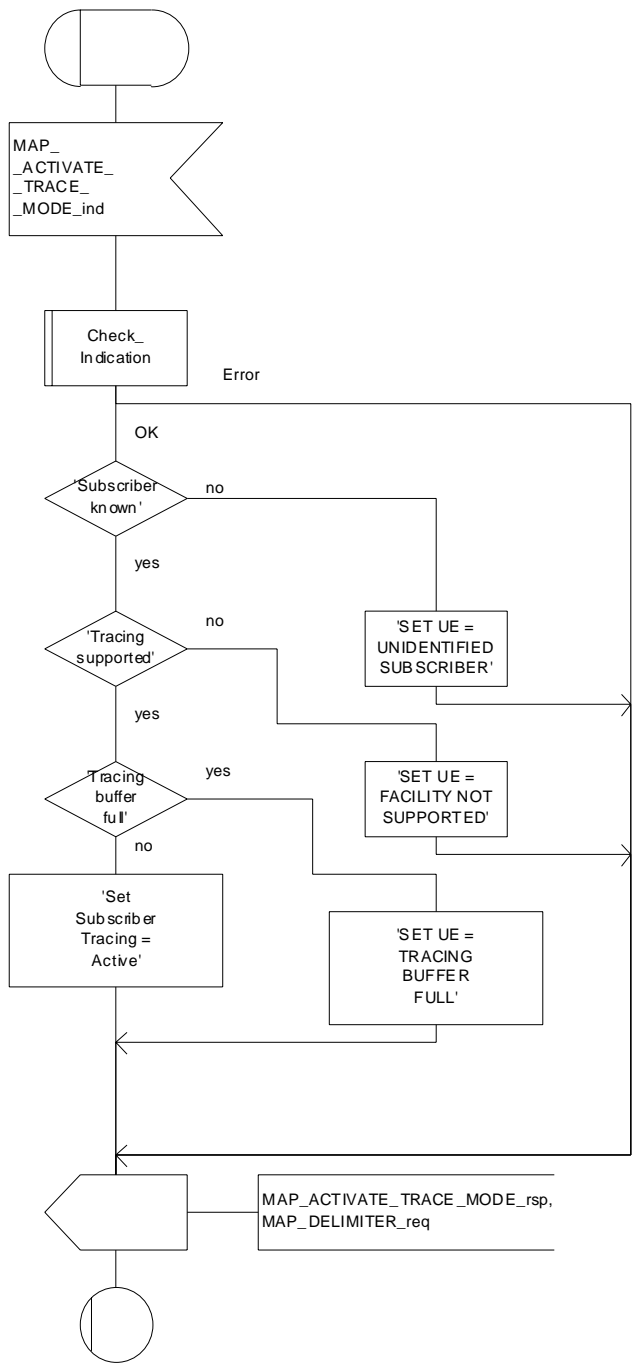 MAP_
_ACTIVATE_
_TRACE_
_MODE_ind
Check_
Indication
Error
OK
'Subscriber
known'
no
yes
'Tracing
supported'
no
'SET UE =
UNIDENTIFIED
SUBSCRIBER'
yes
'Tracing
buffer
full'
yes
'SET UE =
FACILITY NOT
SUPPORTED'
no
'Set
Subscriber
Tracing =
Active'
'SET UE =
TRACING
BUFFER
FULL'
MAP_ACTIVATE_TRACE_MODE_rsp,
MAP_DELIMITER_req